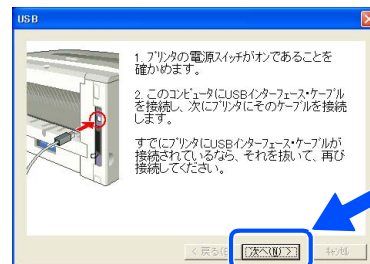 USB
1. プリンタの電源スイッチがオンであることを
確かめます。
2. このコンピュータにUSBインターフェース・ケーブル
を接続し、次にプリンタにそのケーブルを接続
します。
すでにプリンタにUSBインターフェース・ケーブルが
接続されているなら、それを抜いて、再び
接続してください。
< 戻る(B) 次へ(N) > キャンセル